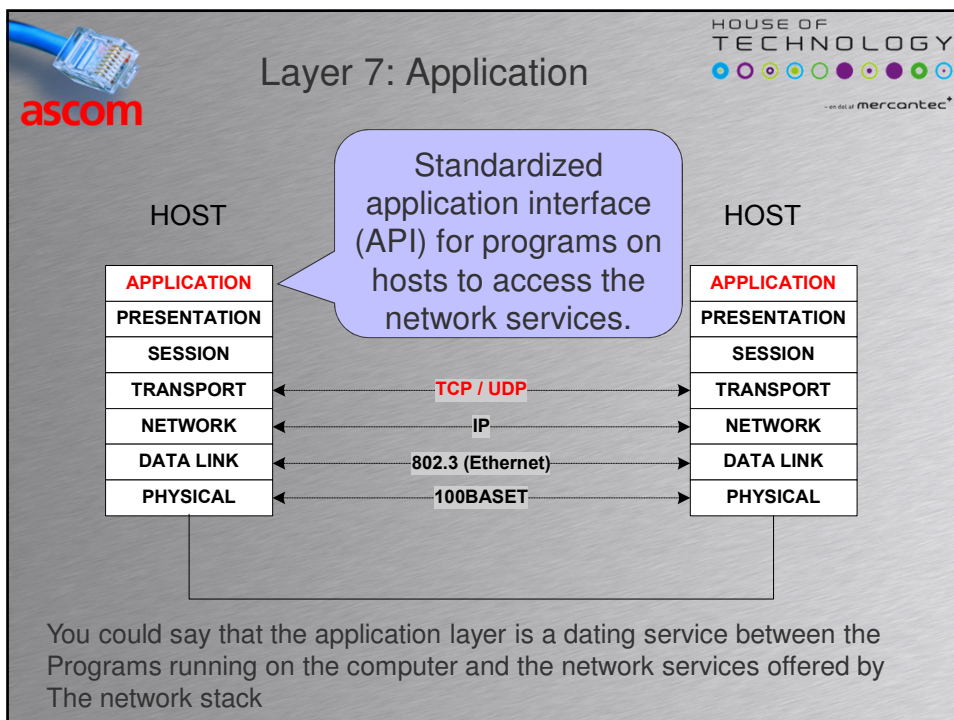 ascom
Layer 7: Application
HOUSE OF
TECHNOLOGY
- en del af mercantec+
HOST
Standardized
application interface
(API) for programs on
hosts to access the
network services.
HOST
APPLICATION
PRESENTATION
SESSION
TRANSPORT
NETWORK
DATA LINK
PHYSICAL
TCP / UDP
IP
802.3 (Ethernet)
100BASET
APPLICATION
PRESENTATION
SESSION
TRANSPORT
NETWORK
DATA LINK
PHYSICAL
You could say that the application layer is a dating service between the
Programs running on the computer and the network services offered by
The network stack